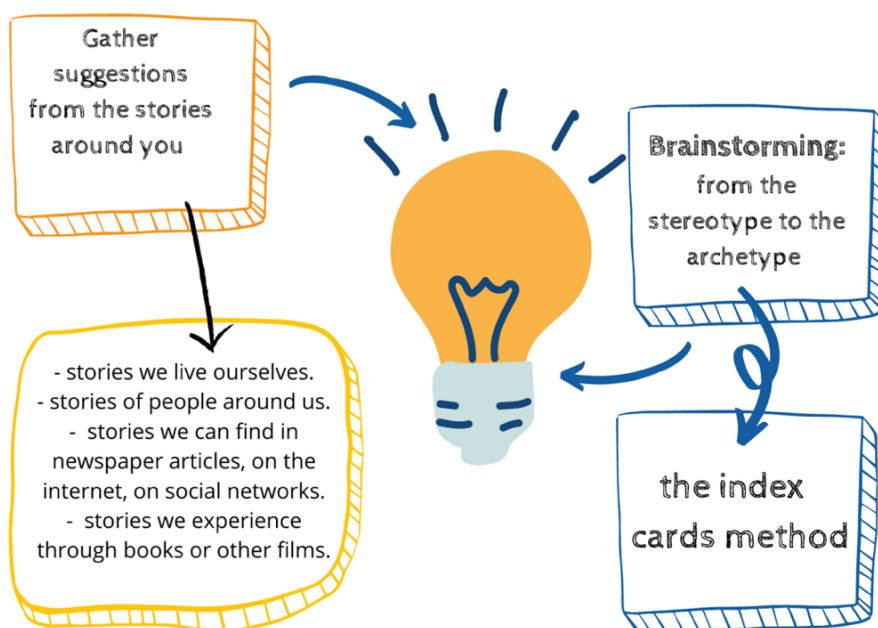 Gather
suggestions
from the stories
around you
- stories we live ourselves.
- stories of people around us.
- stories we can find in
newspaper articles, on the
internet, on social networks.
- stories we experience
through books or other films.
Brainstorming:
from the
stereotype to the
archetype
the index
cards method